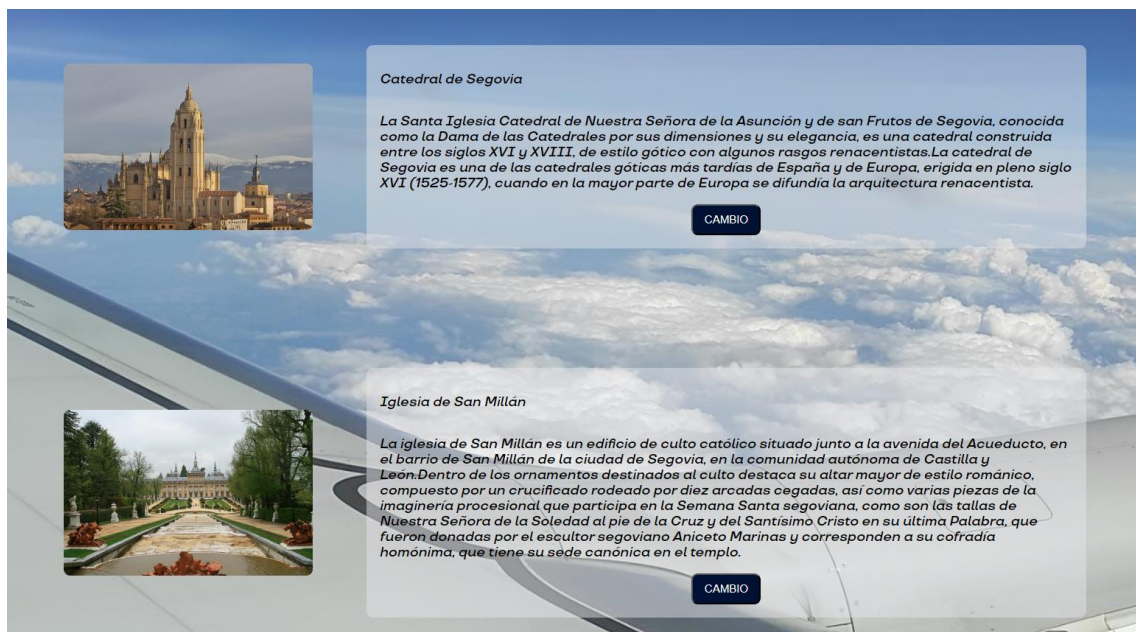 Catedral de Segovia
La Santa Iglesia Catedral de Nuestra Señora de la Asunción y de san Frutos de Segovia, conocida
como la Dama de las Catedrales por sus dimensiones y su elegancia, es una catedral construida
entre los siglos XVI y XVIII, de estilo gótico con algunos rasgos renacentistas.La catedral de
Segovia es una de las catedrales góticas más tardías de España y de Europa, erigida en pleno siglo
XVI (1525-1577), cuando en la mayor parte de Europa se difundía la arquitectura renacentista.
CAMBIO
Iglesia de San Millán
La iglesia de San Millán es un edificio de culto católico situado junto a la avenida del Acueducto, en
el barrio de San Millán de la ciudad de Segovia, en la comunidad autónoma de Castilla y
León.Dentro de los ornamentos destinados al culto destaca su altar mayor de estilo románico,
compuesto por un crucificado rodeado por diez arcadas cegadas, así como varias piezas de la
imaginería procesional que participa en la Semana Santa segoviana, como son las tallas de
Nuestra Señora de la Soledad al pie de la Cruz y del Santísimo Cristo en su última Palabra, que
fueron donadas por el escultor segoviano Aniceto Marinas y corresponden a su cofradía
homónima, que tiene su sede canónica en el templo.
CAMBIO